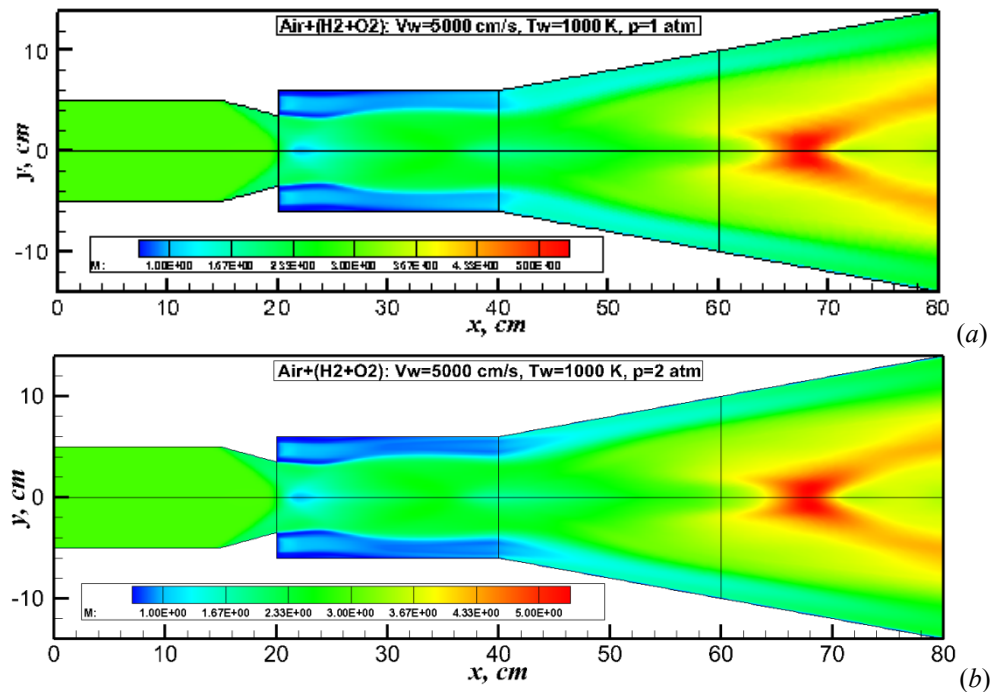 Air+(H2+O2): Vw=5000 cm/s, Tw=1000 K, p=1 atm
10
0
-10
y, cm
M: 1.00E+00 1.67E+00 2.33E+00 3.00E+00 3.67E+00 4.33E+00 5.00E+00
0 10 20 30 40 50 60 70 80
x, cm
(a)
Air+(H2+O2): Vw=5000 cm/s, Tw=1000 K, p=2 atm
10
0
-10
y, cm
M: 1.00E+00 1.67E+00 2.33E+00 3.00E+00 3.67E+00 4.33E+00 5.00E+00
0 10 20 30 40 50 60 70 80
x, cm
(b)